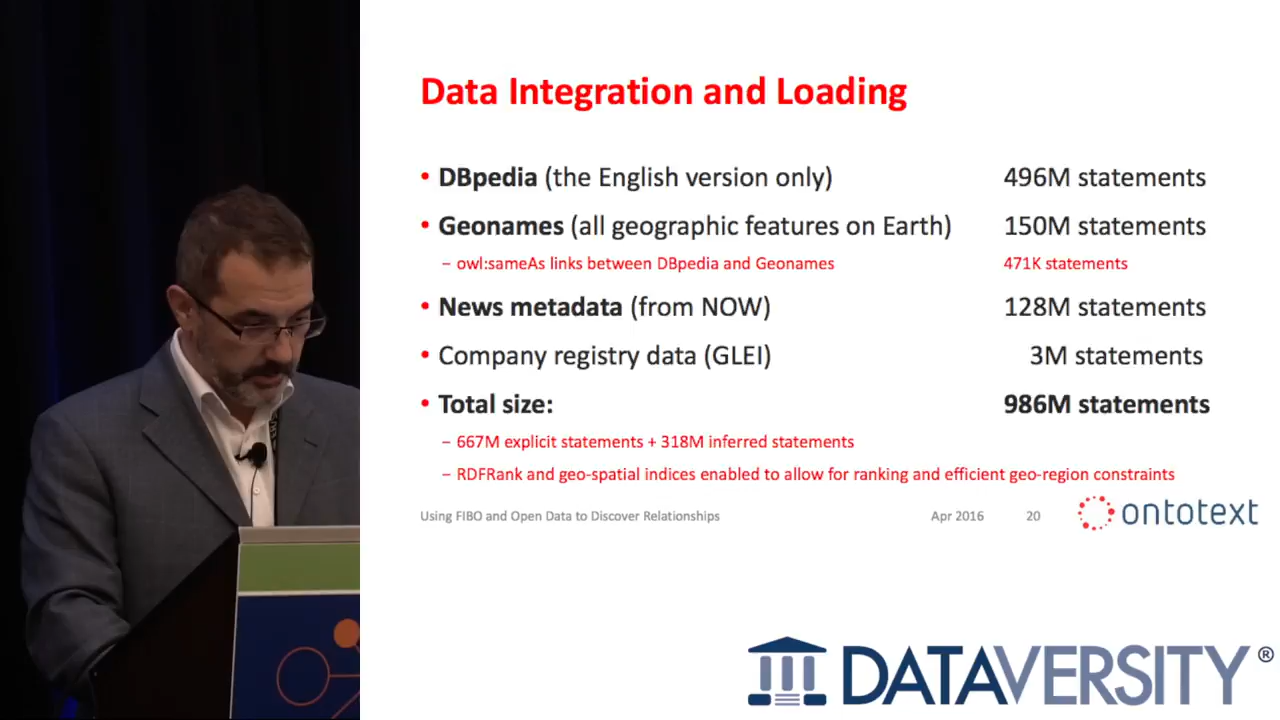 Data Integration and Loading
• DBpedia (the English version only) 496M statements
• Geonames (all geographic features on Earth) 150M statements
– owl:sameAs links between DBpedia and Geonames 471K statements
• News metadata (from NOW) 128M statements
• Company registry data (GLEI) 3M statements
• Total size: 986M statements
– 667M explicit statements + 318M inferred statements
– RDFRank and geo-spatial indices enabled to allow for ranking and efficient geo-region constraints
Using FIBO and Open Data to Discover Relationships Apr 2016 20 ontotext
DATAVERSITY®